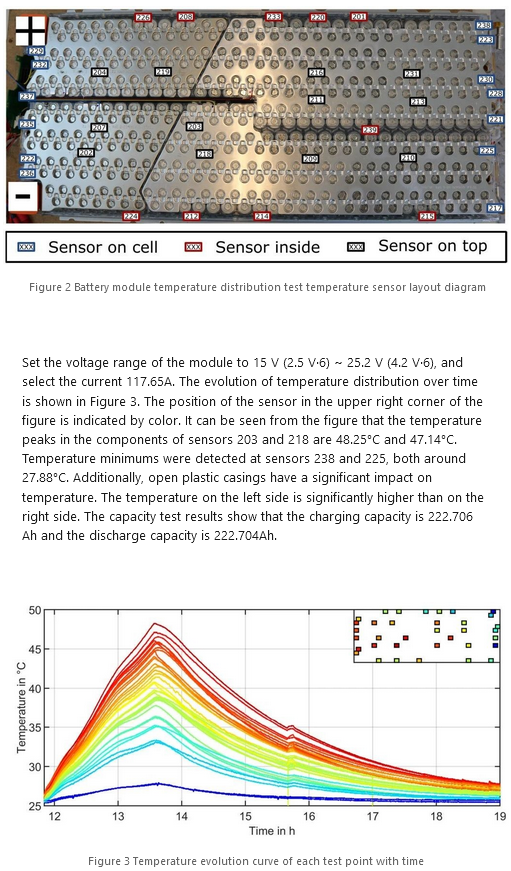 226 208 233 220 201
238
229 223
232 204 219 216 231 230
237 211 213 228
235 207 203 239 221
222 202 218 209 210 225
236
224 212 214 215 217
xxx Sensor on cell xxx Sensor inside xxx Sensor on top
Figure 2 Battery module temperature distribution test temperature sensor layout diagram
Set the voltage range of the module to 15 V (2.5 V·6) ~ 25.2 V (4.2 V·6), and
select the current 117.65A. The evolution of temperature distribution over time
is shown in Figure 3. The position of the sensor in the upper right corner of the
figure is indicated by color. It can be seen from the figure that the temperature
peaks in the components of sensors 203 and 218 are 48.25°C and 47.14°C.
Temperature minimums were detected at sensors 238 and 225, both around
27.88°C. Additionally, open plastic casings have a significant impact on
temperature. The temperature on the left side is significantly higher than on the
right side. The capacity test results show that the charging capacity is 222.706
Ah and the discharge capacity is 222.704Ah.
50
45
40
35
30
25
Temperature in °C
12 13 14 15 16 17 18 19
Time in h
Figure 3 Temperature evolution curve of each test point with time